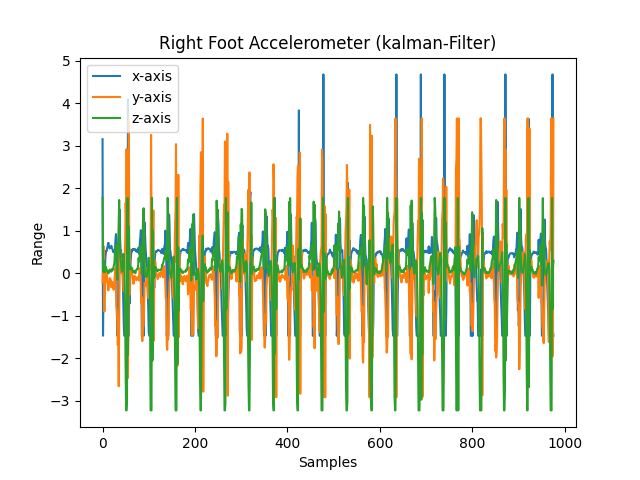 Right Foot Accelerometer (kalman-Filter)
x-axis
y-axis
z-axis
5
4
3
2
1
0
−1
−2
−3
Range
0 200 400 600 800 1000
Samples